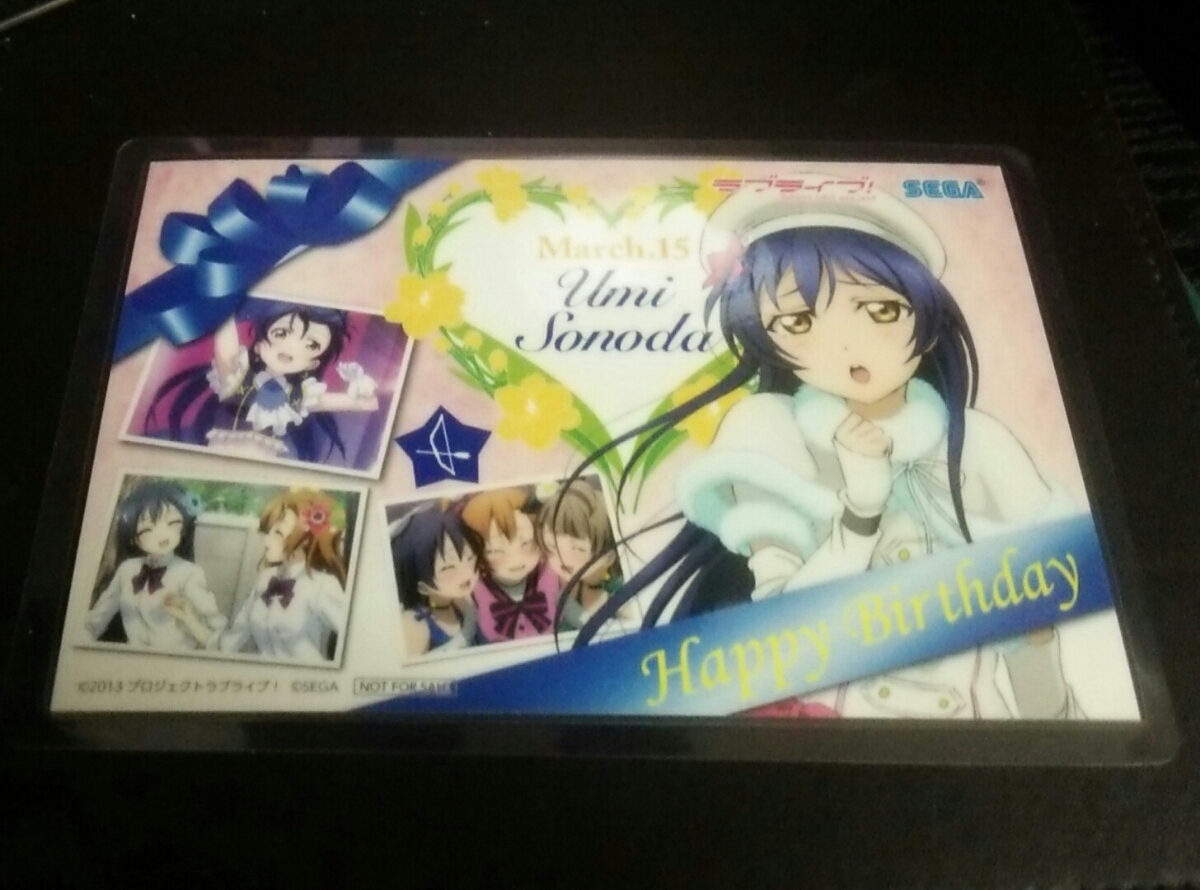 ラブライブ!
SEGA
March.15
Umi
Sonoda
Happy Birthday
©2013 プロジェクトラブライブ! ©SEGA
NOT FOR SALE